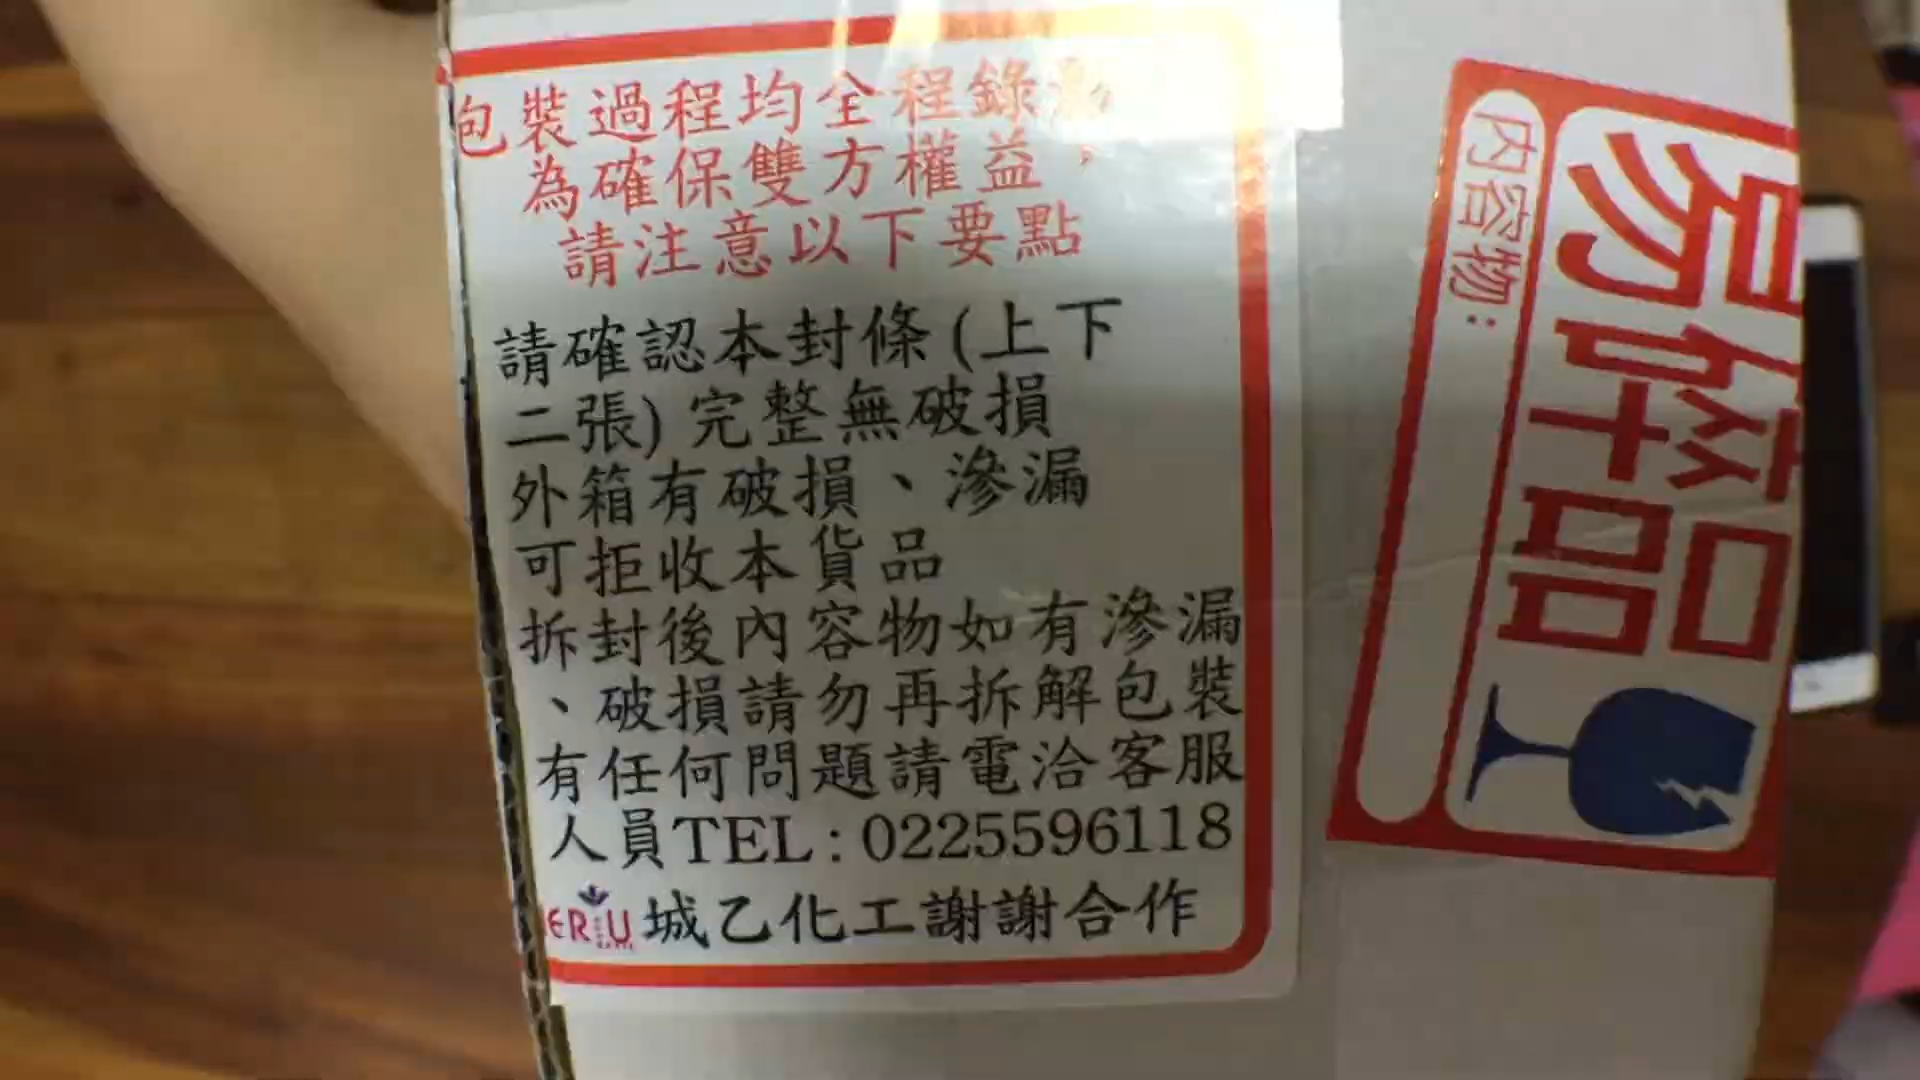 包裝過程均全程錄影
為確保雙方權益，
請注意以下要點
請確認本封條(上下
二張)完整無破損
外箱有破損、滲漏
可拒收本貨品
拆封後內容物如有滲漏
、破損請勿再拆解包裝
有任何問題請電洽客服
人員TEL:0225596118
ERU 城乙化工謝謝合作
易碎品
內容物: